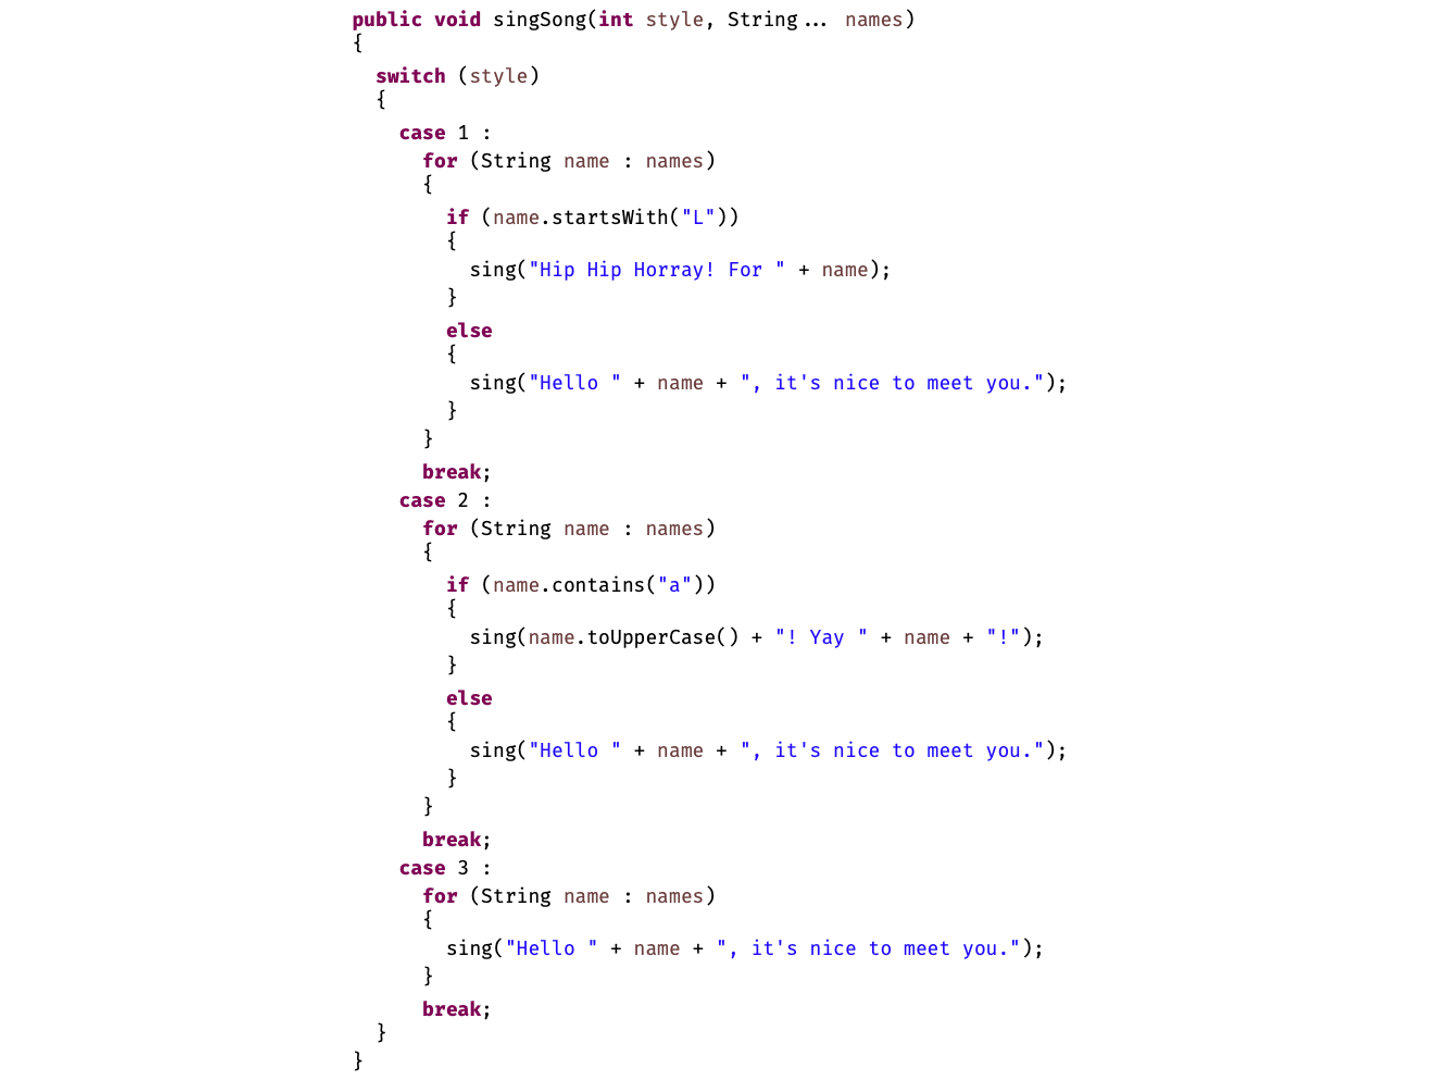 public void singSong(int style, String... names)
{
  switch (style)
  {
    case 1 :
      for (String name : names)
      {
        if (name.startsWith("L"))
        {
          sing("Hip Hip Horray! For " + name);
        }
        else
        {
          sing("Hello " + name + ", it's nice to meet you.");
        }
      }
      break;
    case 2 :
      for (String name : names)
      {
        if (name.contains("a"))
        {
          sing(name.toUpperCase() + "! Yay " + name + "!");
        }
        else
        {
          sing("Hello " + name + ", it's nice to meet you.");
        }
      }
      break;
    case 3 :
      for (String name : names)
      {
        sing("Hello " + name + ", it's nice to meet you.");
      }
      break;
  }
}